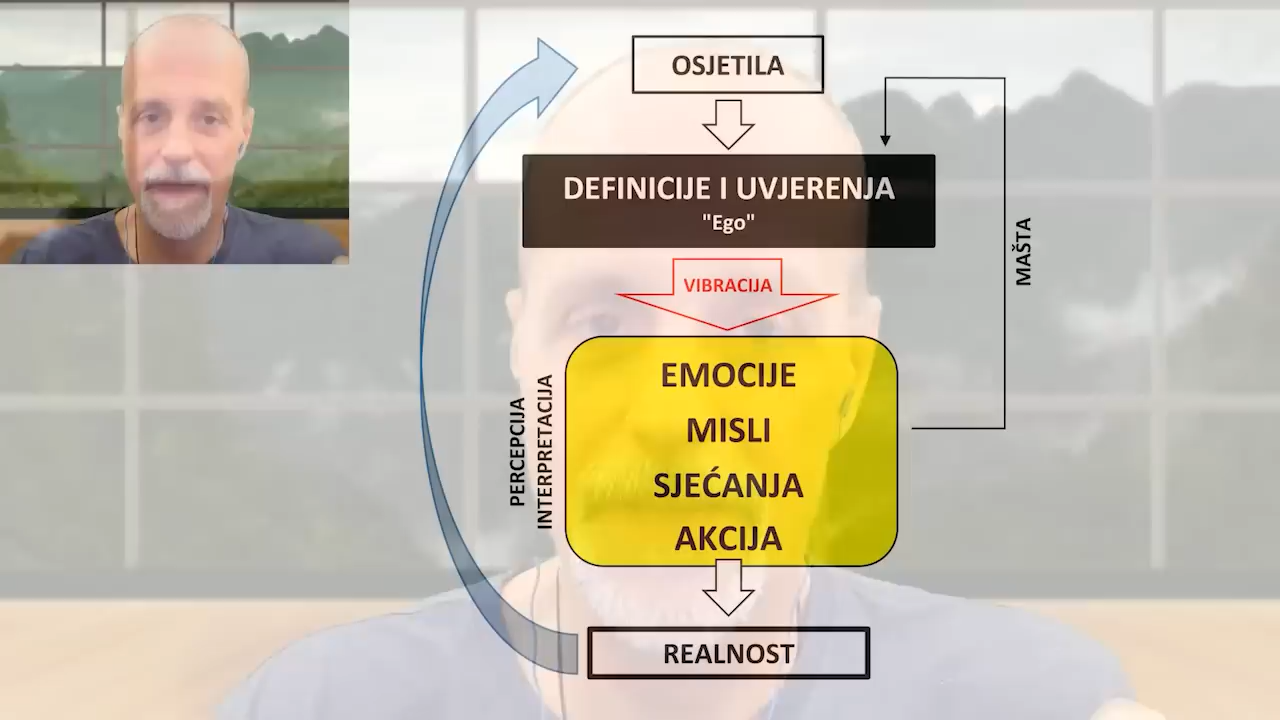 OSJETILA
DEFINICIJE I UVJERENJA
"Ego"
VIBRACIJA
MAŠTA
EMOCIJE
MISLI
SJEĆANJA
AKCIJA
PERCEPCIJA
INTERPRETACIJA
REALNOST